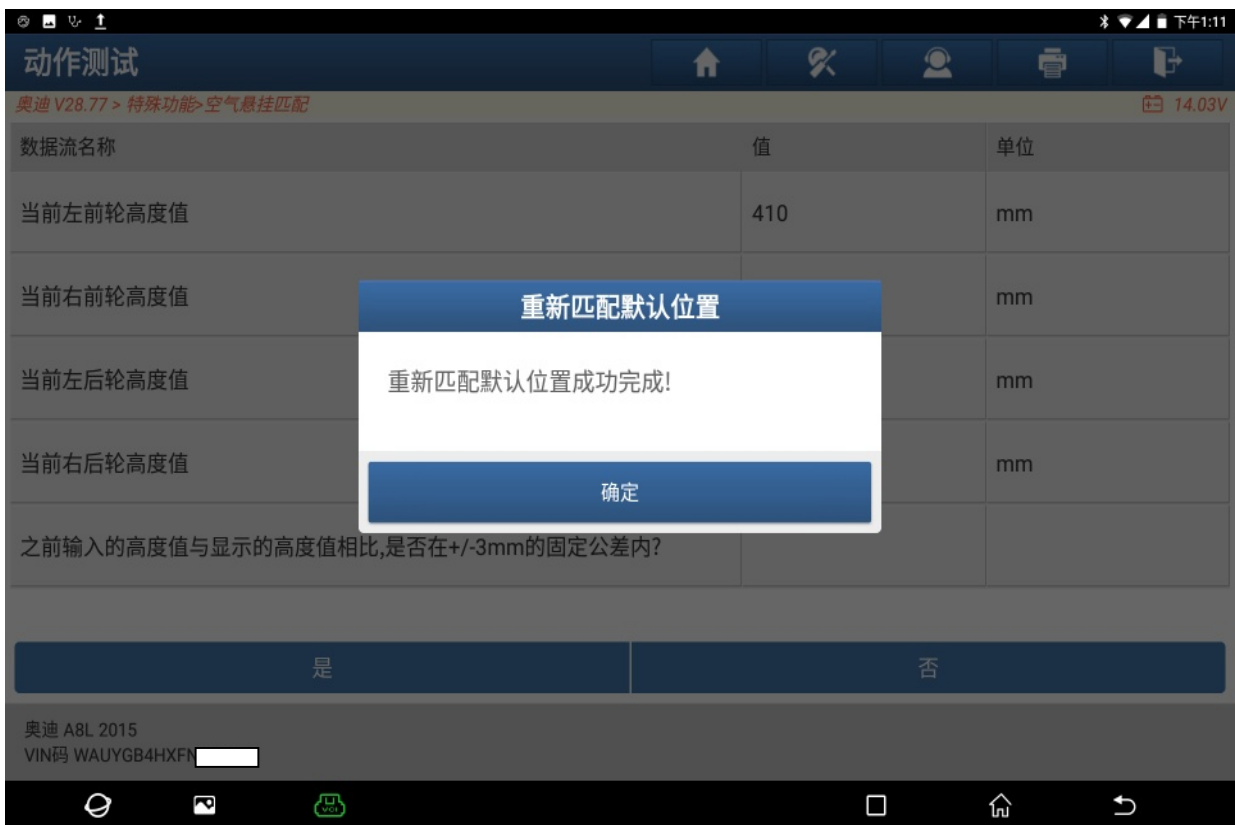 下午1:11
动作测试
奥迪 V28.77 > 特殊功能>空气悬挂匹配
14.03V
数据流名称 值 单位
当前左前轮高度值 410 mm
当前右前轮高度值 mm
重新匹配默认位置
重新匹配默认位置成功完成!
当前左后轮高度值 mm
当前右后轮高度值 mm
确定
之前输入的高度值与显示的高度值相比,是否在+/-3mm的固定公差内?
是 否
奥迪 A8L 2015
VIN码 WAUYGB4HXFN
VCI